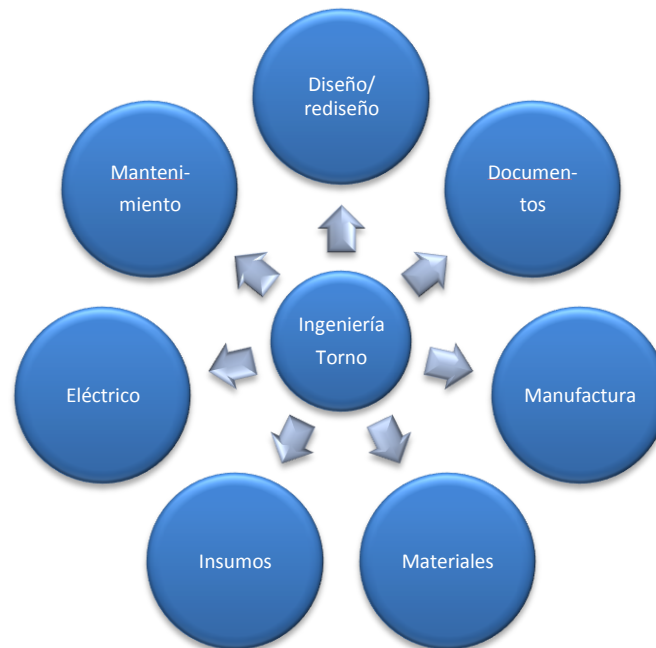 Diseño/
rediseño
Documen-
tos
Manufactura
Materiales
Insumos
Eléctrico
Manteni-
miento
Ingeniería
Torno